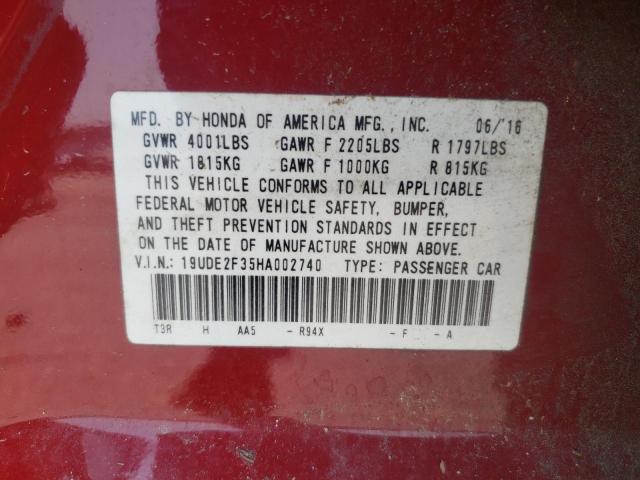 MFD. BY HONDA OF AMERICA MFG., INC. 06/'16
GVWR 4001LBS GAWR F 2205LBS R 1797LBS
GVWR 1815KG GAWR F 1000KG R 815KG
THIS VEHICLE CONFORMS TO ALL APPLICABLE
FEDERAL MOTOR VEHICLE SAFETY, BUMPER,
AND THEFT PREVENTION STANDARDS IN EFFECT
ON THE DATE OF MANUFACTURE SHOWN ABOVE.
V.I.N.: 19UDE2F35HA002740 TYPE: PASSENGER CAR
T3R H AA5 - R94X - F - A